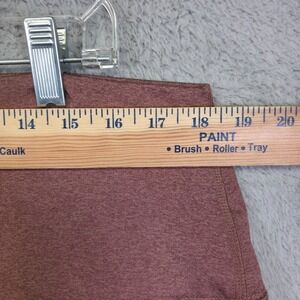 14 15 16 17 18 19 20
PAINT
Caulk • Brush • Roller • Tray